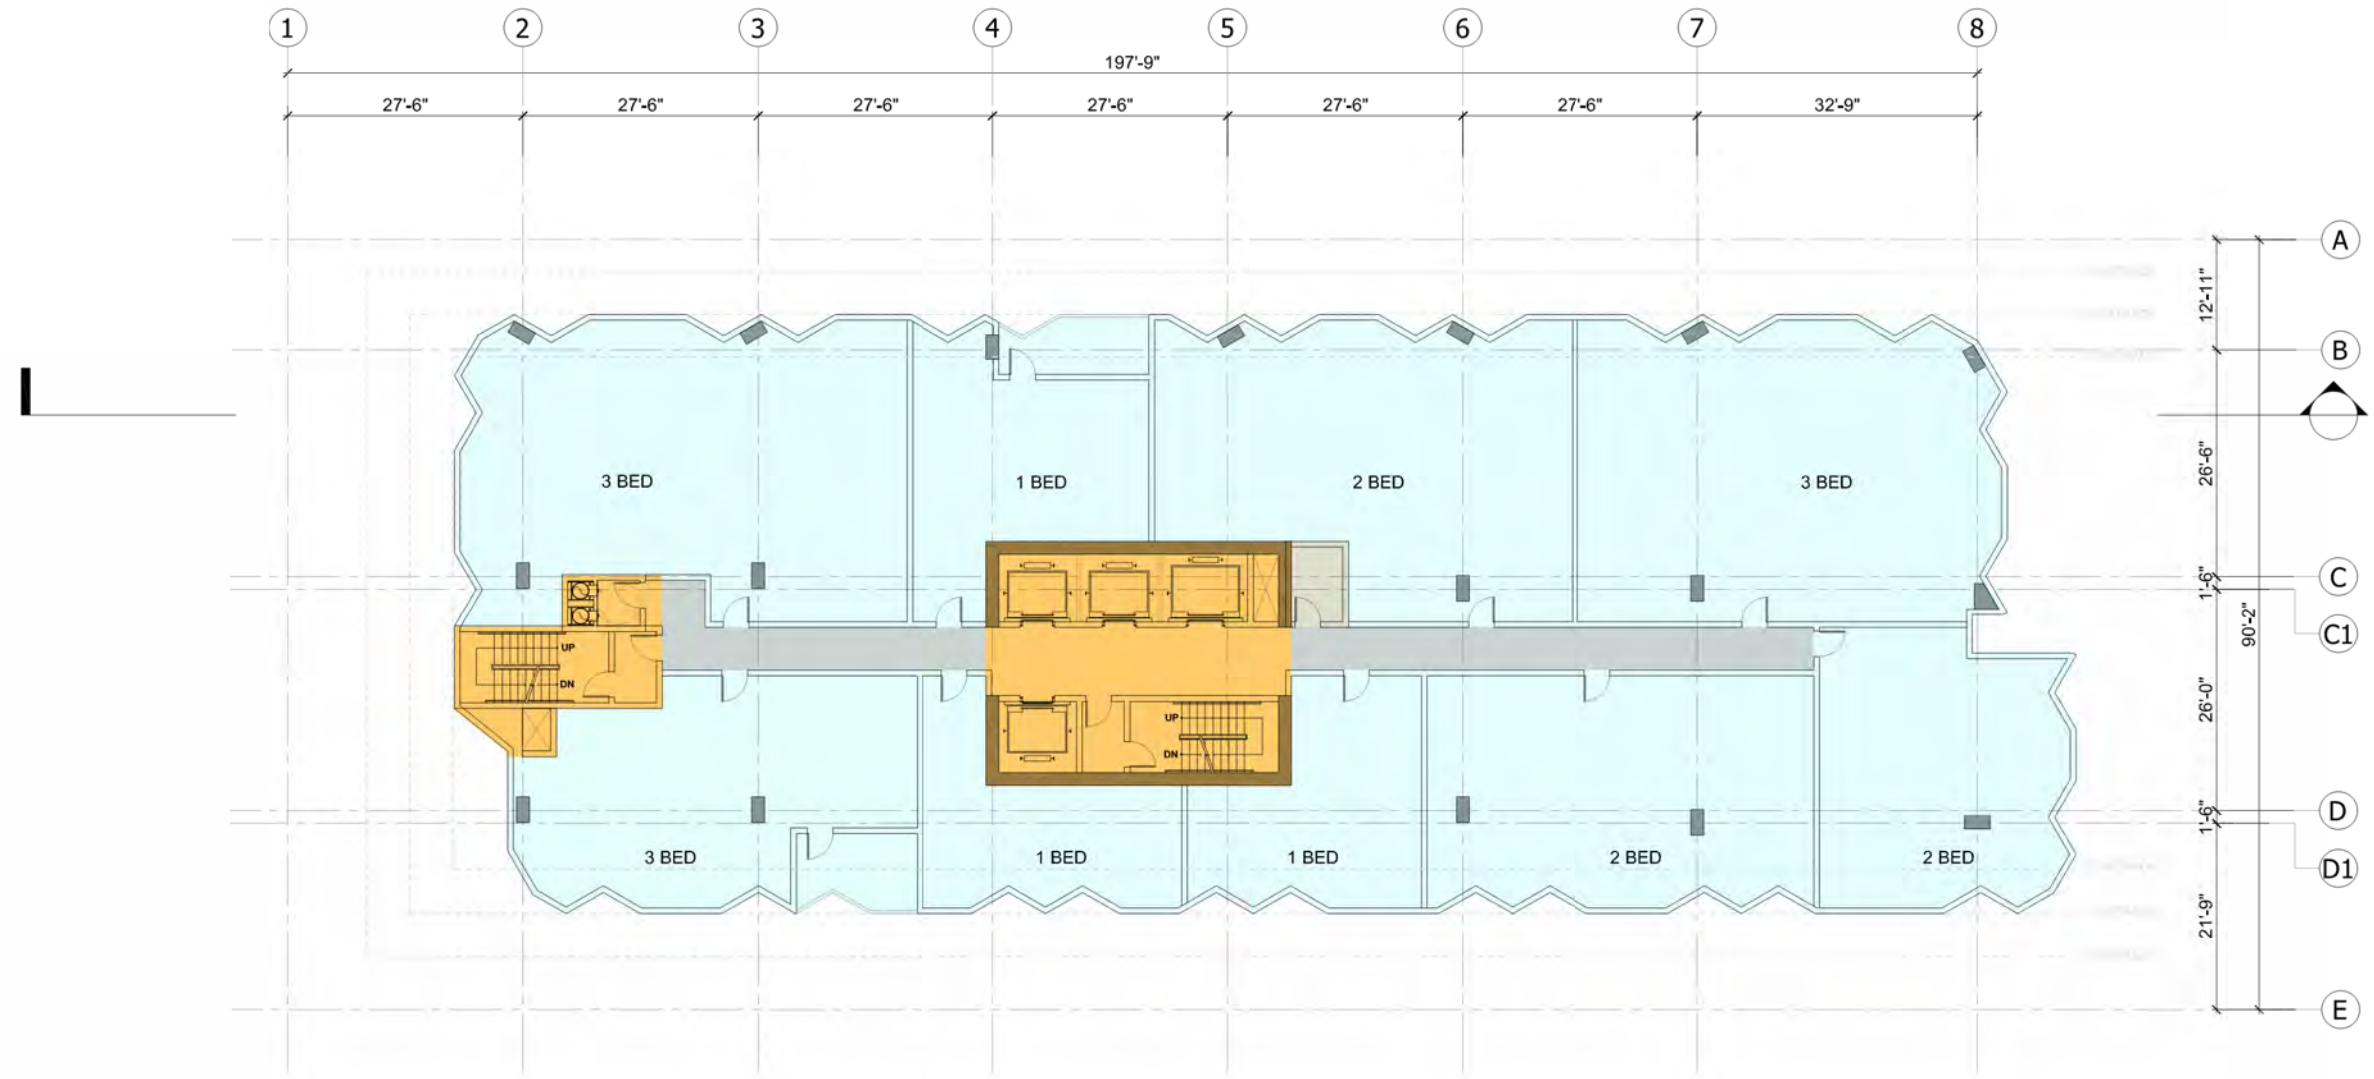 1 2 3 4 5 6 7 8
197'-9"
27'-6" 27'-6" 27'-6" 27'-6" 27'-6" 27'-6" 32'-9"
A
12'-11"
B
26'-6"
3 BED 1 BED 2 BED 3 BED
C
1'-6"
C1
90'-2"
UP
DN
26'-0"
UP
DN
D
1'-6"
3 BED 1 BED 1 BED 2 BED 2 BED
D1
21'-9"
E